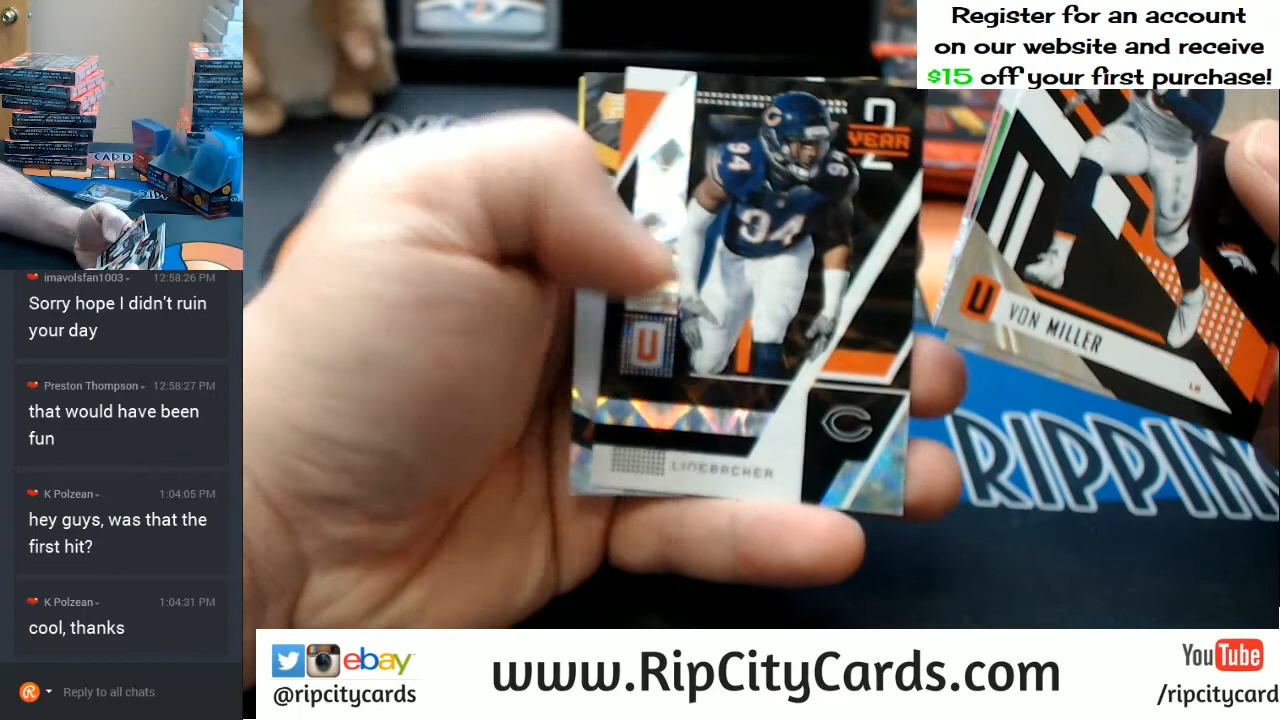 Register for an account
on our website and receive
$15 off your first purchase!
imavolsfan1003 12:58:26 PM
Sorry hope I didn't ruin
your day
Preston Thompson 12:58:27 PM
that would have been
fun
K Polzean 1:04:05 PM
hey guys, was that the
first hit?
K Polzean 1:04:31 PM
cool, thanks
Reply to all chats
CARD
2
YEAR
94
94
U
LINEBACKER
U VON MILLER
LB
RIPPIN
ebay
@ripcitycards
www.RipCityCards.com
YouTube
/ripcitycard